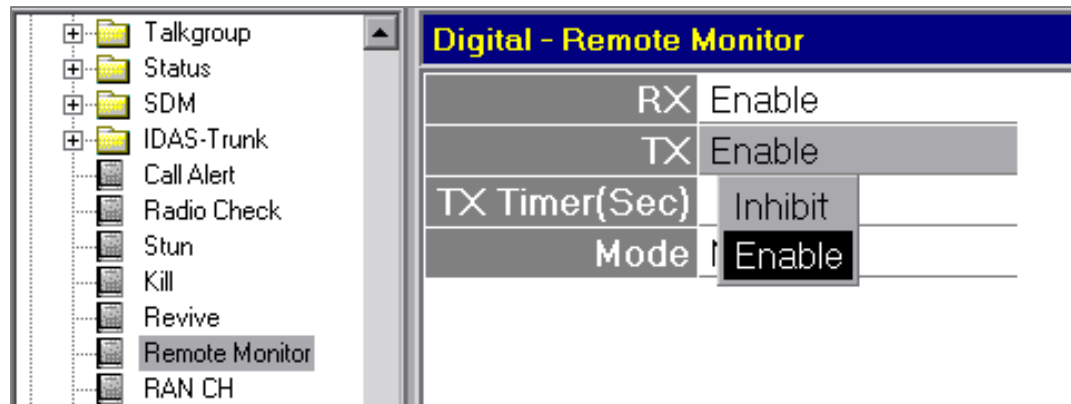 Talkgroup
Status
SDM
IDAS-Trunk
Call Alert
Radio Check
Stun
Kill
Revive
Remote Monitor
RAN CH
Digital - Remote Monitor
RX Enable
TX Enable
TX Timer(Sec)
Inhibit
Mode
Enable